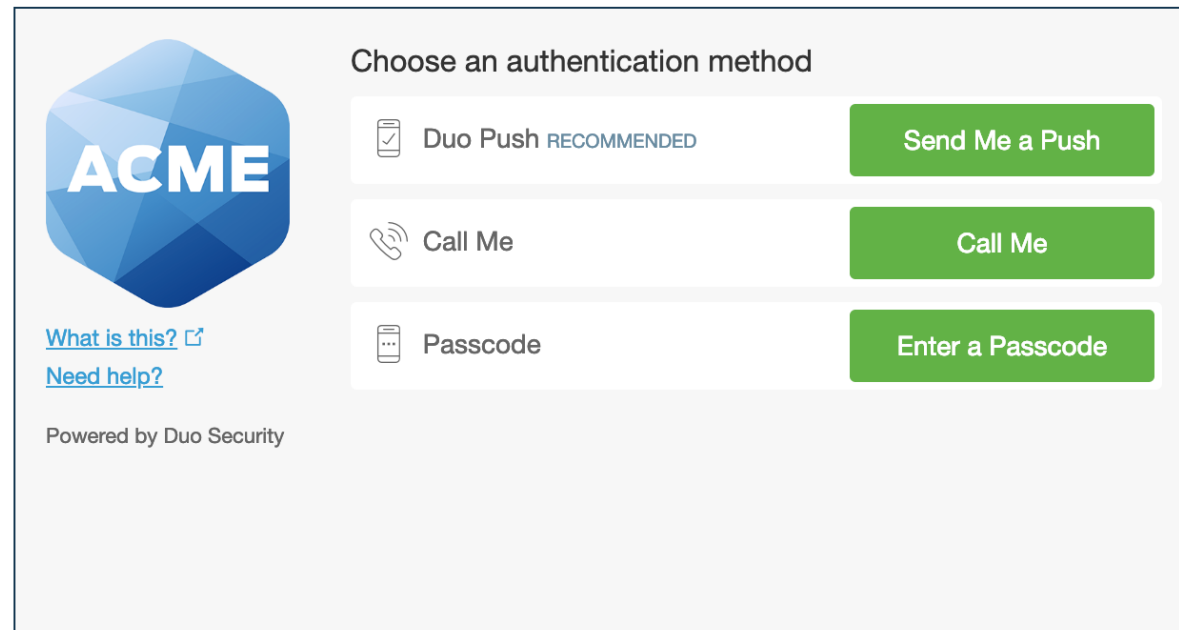 ACME
What is this?
Need help?
Powered by Duo Security
Choose an authentication method
Duo Push RECOMMENDED
Send Me a Push
Call Me
Call Me
Passcode
Enter a Passcode